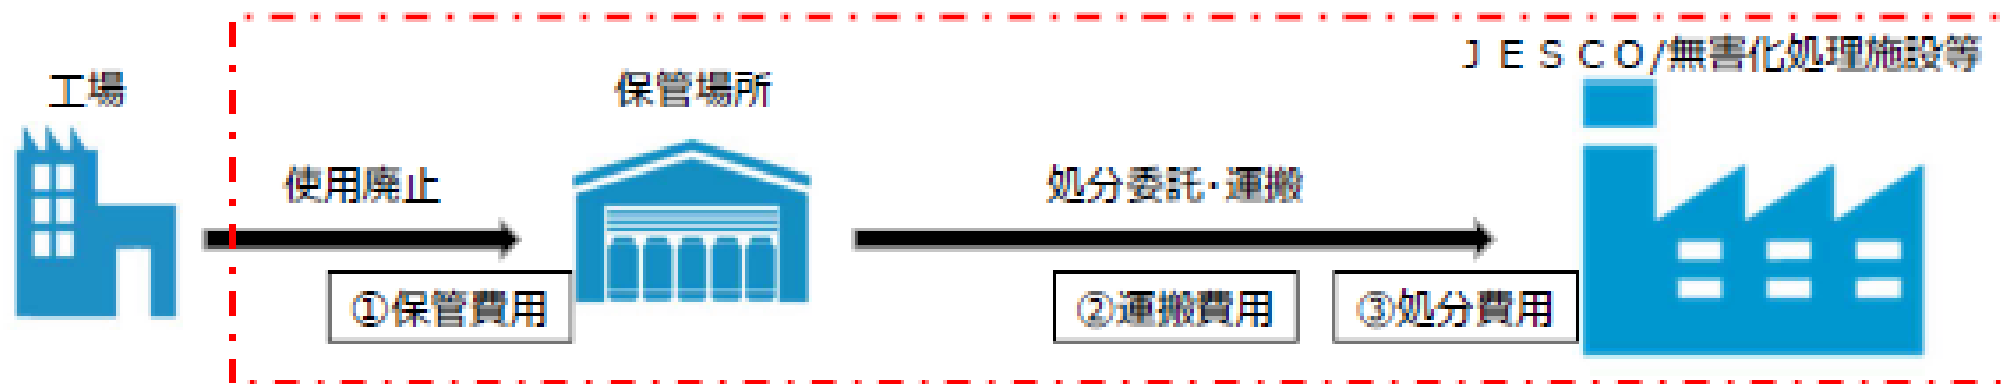 ＪＥＳＣＯ/無害化処理施設等
工場
保管場所
使用廃止
処分委託・運搬
①保管費用
②運搬費用
③処分費用